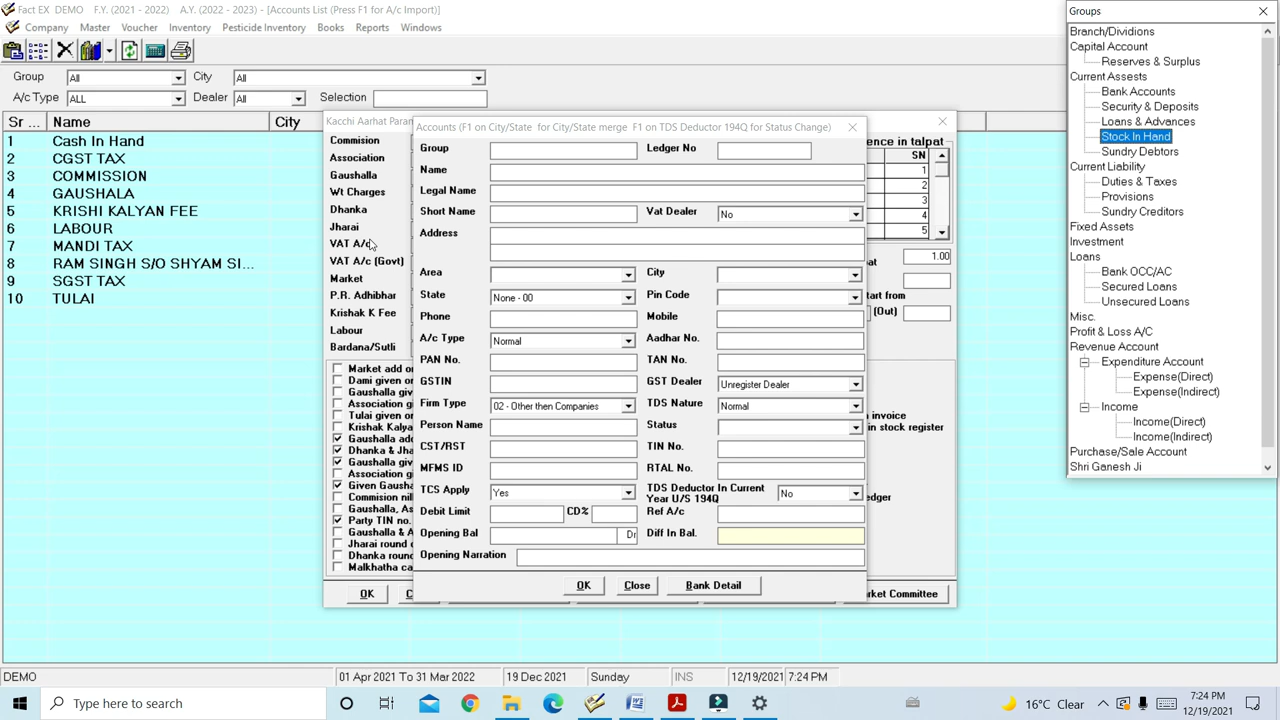 Fact EX DEMO F.Y. (2021 - 2022) A.Y. (2022 - 2023) - [Accounts List (Press F1 for A/c Import)]
Company Master Voucher Inventory Pesticide Inventory Books Reports Windows
Group All City All
A/c Type ALL Dealer All Selection
Sr ... Name City
1 Cash In Hand
2 CGST TAX
3 COMMISSION
4 GAUSHALA
5 KRISHI KALYAN FEE
6 LABOUR
7 MANDI TAX
8 RAM SINGH S/O SHYAM SI...
9 SGST TAX
10 TULAI
Kacchi Aarhat Param
Commision
Association
Gaushalla
Wt Charges
Dhanka
Jharai
VAT A/c
VAT A/c (Govt)
Market
P.R. Adhibhar
Krishak K Fee
Labour
Bardana/Sutli
Market add on
Dami given on
Gaushalla given
Association g
Tulai given on
Krishak Kalya
Gaushalla add
Dhanka & Jha
Gaushalla giv
Association gi
Given Gausha
Commision nil
Gaushalla, As
Party TIN no.
Gaushalla & A
Jharai round o
Dhanka roun
Malkhatha ca
OK
Accounts (F1 on City/State for City/State merge F1 on TDS Deductor 194Q for Status Change)
Group Ledger No
Name
Legal Name
Short Name Vat Dealer No
Address
Area City
State None - 00 Pin Code
Phone Mobile
A/c Type Normal Aadhar No.
PAN No. TAN No.
GSTIN GST Dealer Unregister Dealer
Firm Type 02 - Other then Companies TDS Nature Normal
Person Name Status
CST/RST TIN No.
MFMS ID RTAL No.
TCS Apply Yes TDS Deductor In Current Year U/S 194Q No
Debit Limit CD% Ref A/c
Opening Bal Dr Diff In Bal.
Opening Narration
OK Close Bank Detail
ence in talpat
SN
1
2
3
4
5
at 1.00
tart from
(Out)
invoice
in stock register
edger
rket Committee
Groups
Branch/Dividions
Capital Account
Reserves & Surplus
Current Assests
Bank Accounts
Security & Deposits
Loans & Advances
Stock In Hand
Sundry Debtors
Current Liability
Duties & Taxes
Provisions
Sundry Creditors
Fixed Assets
Investment
Loans
Bank OCC/AC
Secured Loans
Unsecured Loans
Misc.
Profit & Loss A/C
Revenue Account
Expenditure Account
Expense(Direct)
Expense(Indirect)
Income
Income(Direct)
Income(Indirect)
Purchase/Sale Account
Shri Ganesh Ji
DEMO 01 Apr 2021 To 31 Mar 2022 19 Dec 2021 Sunday INS 12/19/2021 7:24 PM
Type here to search 16°C Clear 7:24 PM
12/19/2021